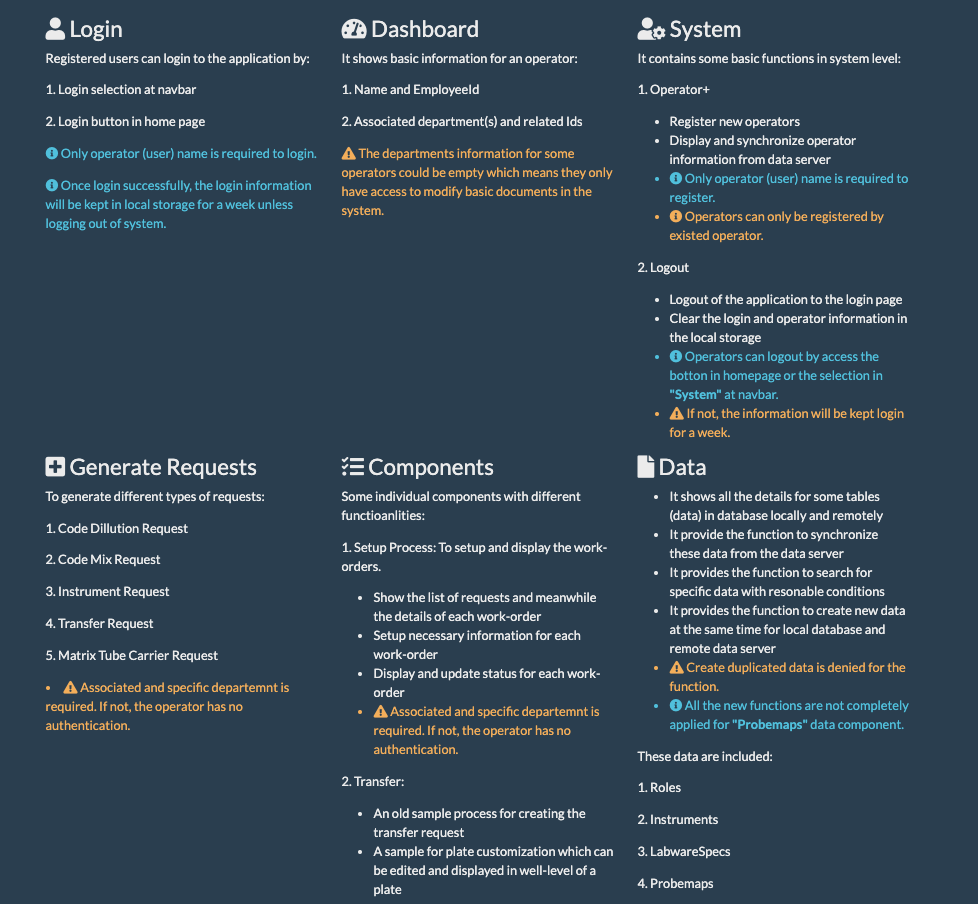 Login
Registered users can login to the application by:
1. Login selection at navbar
2. Login button in home page
Only operator (user) name is required to login.
Once login successfully, the login information
will be kept in local storage for a week unless
logging out of system.
Dashboard
It shows basic information for an operator:
1. Name and EmployeeId
2. Associated department(s) and related Ids
The departments information for some
operators could be empty which means they only
have access to modify basic documents in the
system.
System
It contains some basic functions in system level:
1. Operator+
• Register new operators
• Display and synchronize operator
information from data server
• Only operator (user) name is required to
register.
• Operators can only be registered by
existed operator.
2. Logout
• Logout of the application to the login page
• Clear the login and operator information in
the local storage
• Operators can logout by access the
botton in homepage or the selection in
"System" at navbar.
• If not, the information will be kept login
for a week.
Generate Requests
To generate different types of requests:
1. Code Dillution Request
2. Code Mix Request
3. Instrument Request
4. Transfer Request
5. Matrix Tube Carrier Request
• Associated and specific departemnt is
required. If not, the operator has no
authentication.
Components
Some individual components with different
functioanlities:
1. Setup Process: To setup and display the work-
orders.
• Show the list of requests and meanwhile
the details of each work-order
• Setup necessary information for each
work-order
• Display and update status for each work-
order
• Associated and specific departemnt is
required. If not, the operator has no
authentication.
2. Transfer:
• An old sample process for creating the
transfer request
• A sample for plate customization which can
be edited and displayed in well-level of a
plate
Data
• It shows all the details for some tables
(data) in database locally and remotely
• It provide the function to synchronize
these data from the data server
• It provides the function to search for
specific data with resonable conditions
• It provides the function to create new data
at the same time for local database and
remote data server
• Create duplicated data is denied for the
function.
• All the new functions are not completely
applied for "Probemaps" data component.
These data are included:
1. Roles
2. Instruments
3. LabwareSpecs
4. Probemaps